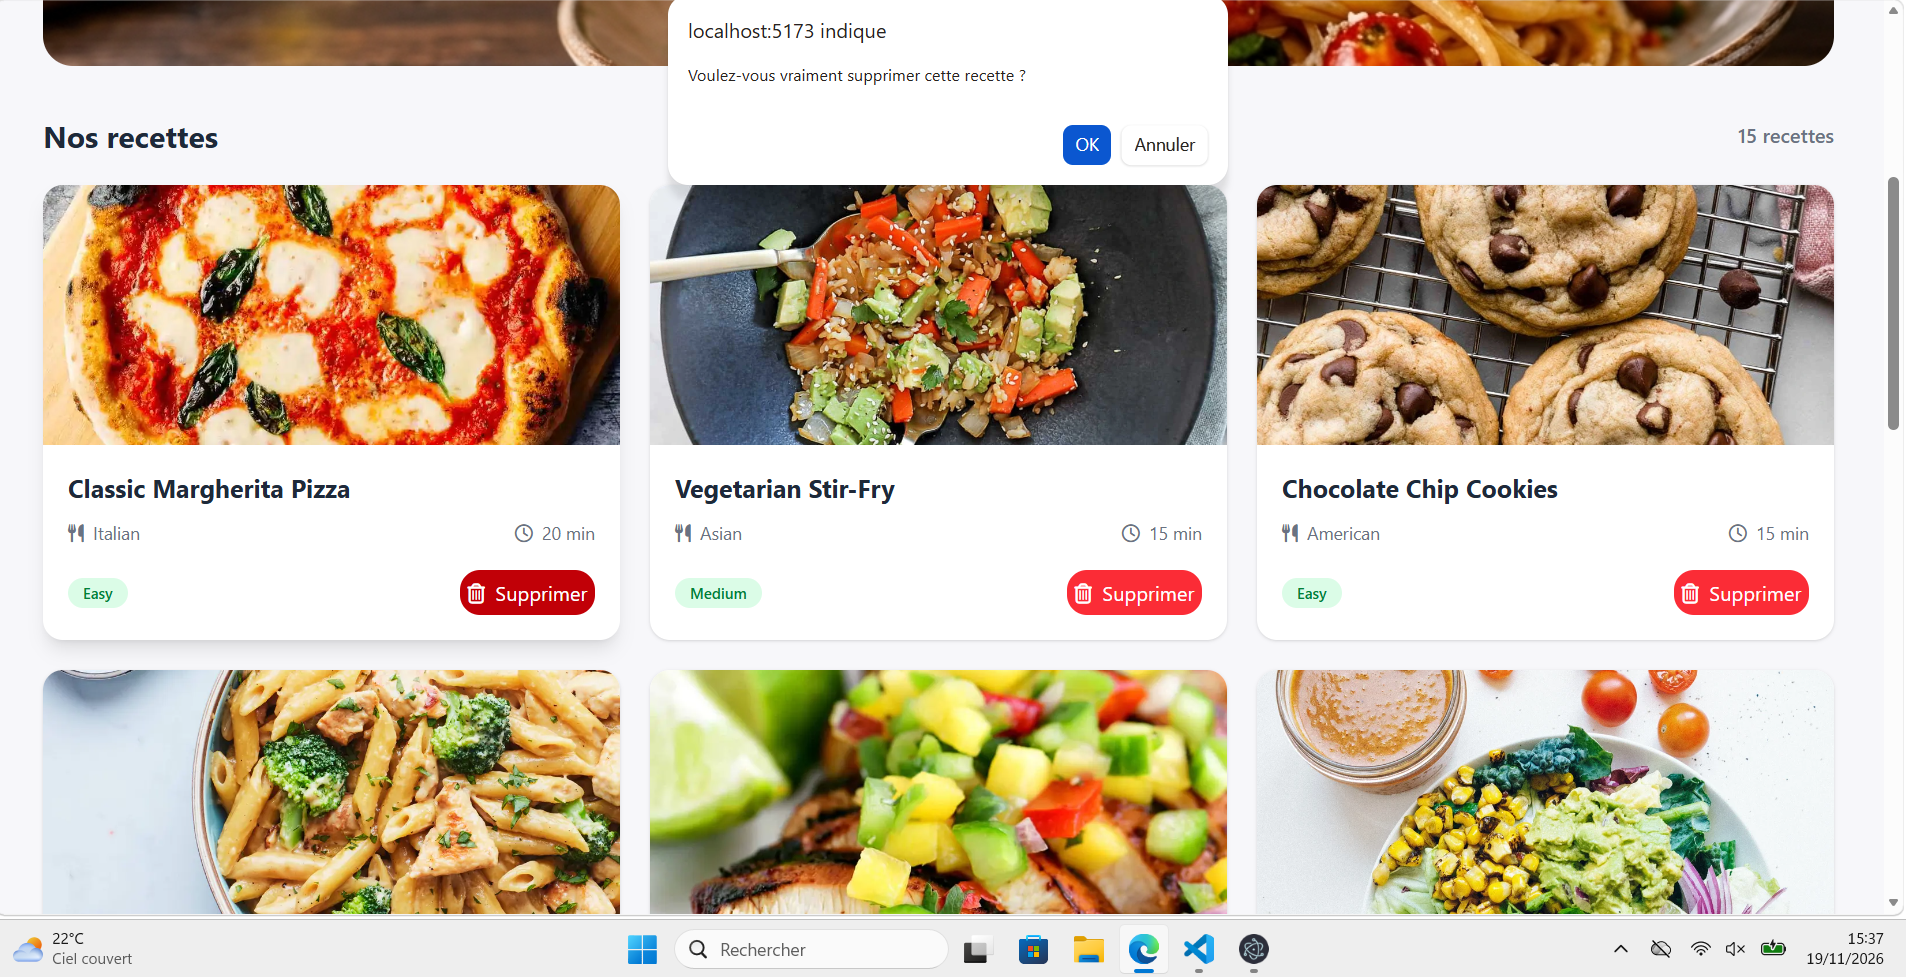 localhost:5173 indique
Voulez-vous vraiment supprimer cette recette ?
OK
Annuler
Nos recettes
15 recettes
Classic Margherita Pizza
Italian
20 min
Easy
Supprimer
Vegetarian Stir-Fry
Asian
15 min
Medium
Supprimer
Chocolate Chip Cookies
American
15 min
Easy
Supprimer
22°C
Ciel couvert
Rechercher
15:37
19/11/2026